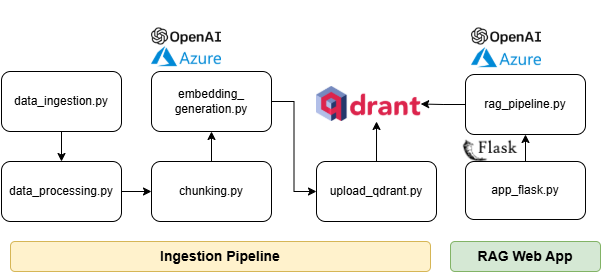 OpenAI
Azure
OpenAI
Azure
data_ingestion.py
embedding_
generation.py
qdrant
rag_pipeline.py
Flask
data_processing.py
chunking.py
upload_qdrant.py
app_flask.py
Ingestion Pipeline
RAG Web App